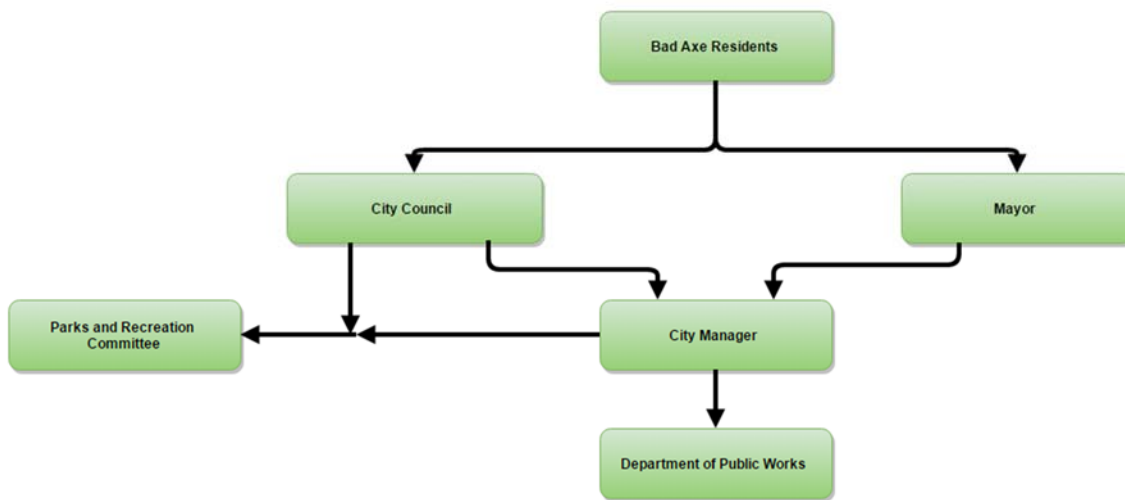 Bad Axe Residents
City Council
Mayor
Parks and Recreation
Committee
City Manager
Department of Public Works